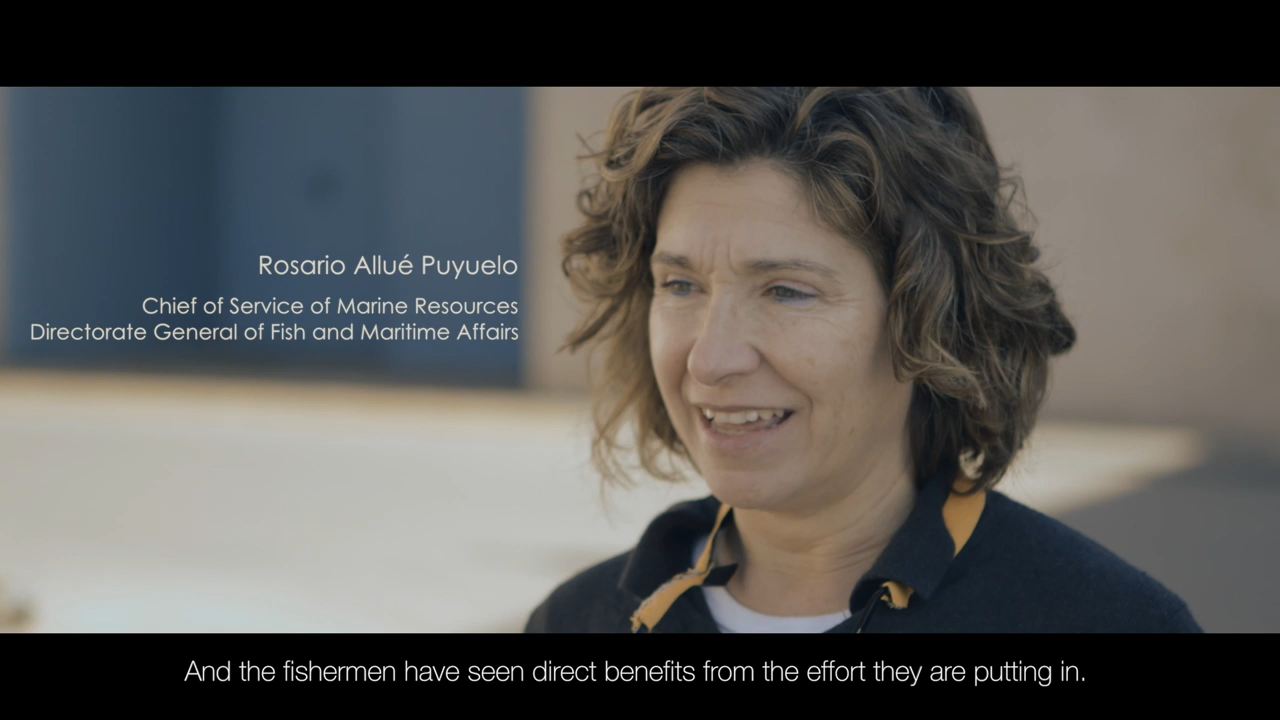 Rosario Allué Puyuelo
Chief of Service of Marine Resources
Directorate General of Fish and Maritime Affairs
And the fishermen have seen direct benefits from the effort they are putting in.